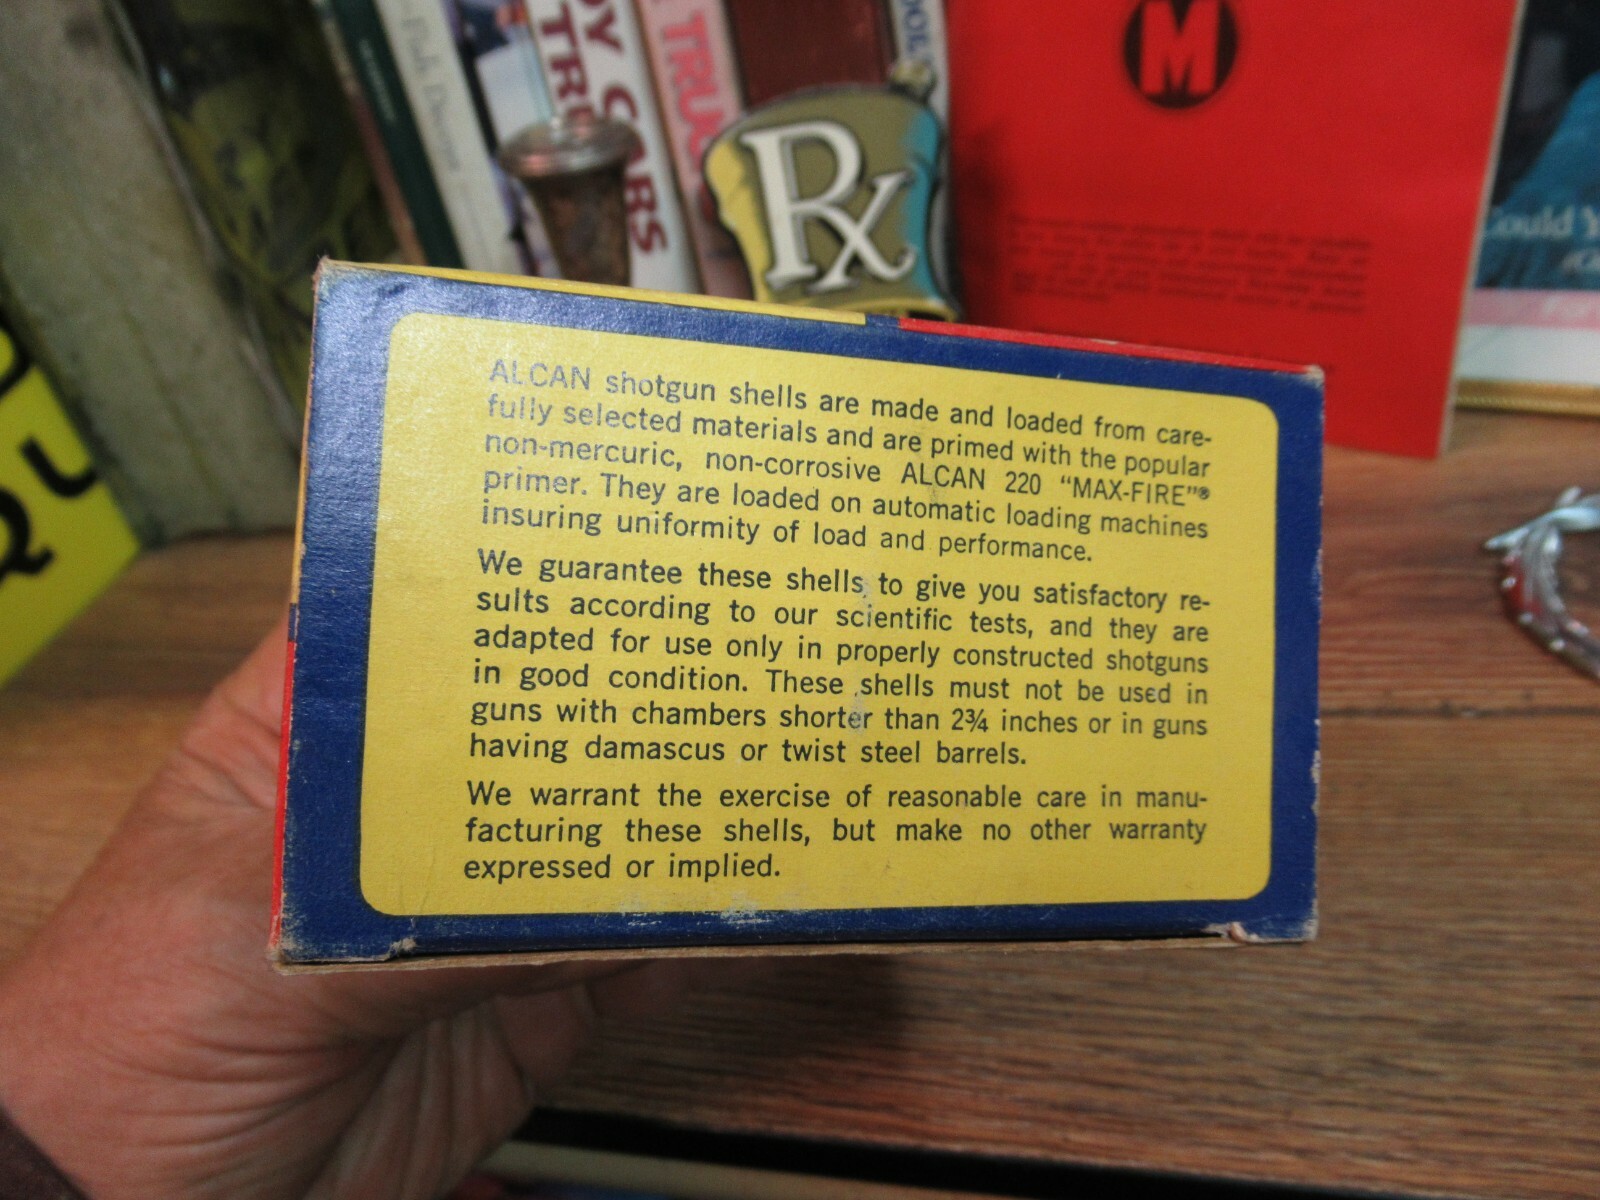 Fish Decoys
TRUCK
Rx
M
Could Y
ALCAN shotgun shells are made and loaded from care-
fully selected materials and are primed with the popular
non-mercuric, non-corrosive ALCAN 220 “MAX-FIRE”®
primer. They are loaded on automatic loading machines
insuring uniformity of load and performance.
We guarantee these shells to give you satisfactory re-
sults according to our scientific tests, and they are
adapted for use only in properly constructed shotguns
in good condition. These shells must not be used in
guns with chambers shorter than 2¾ inches or in guns
having damascus or twist steel barrels.
We warrant the exercise of reasonable care in manu-
facturing these shells, but make no other warranty
expressed or implied.